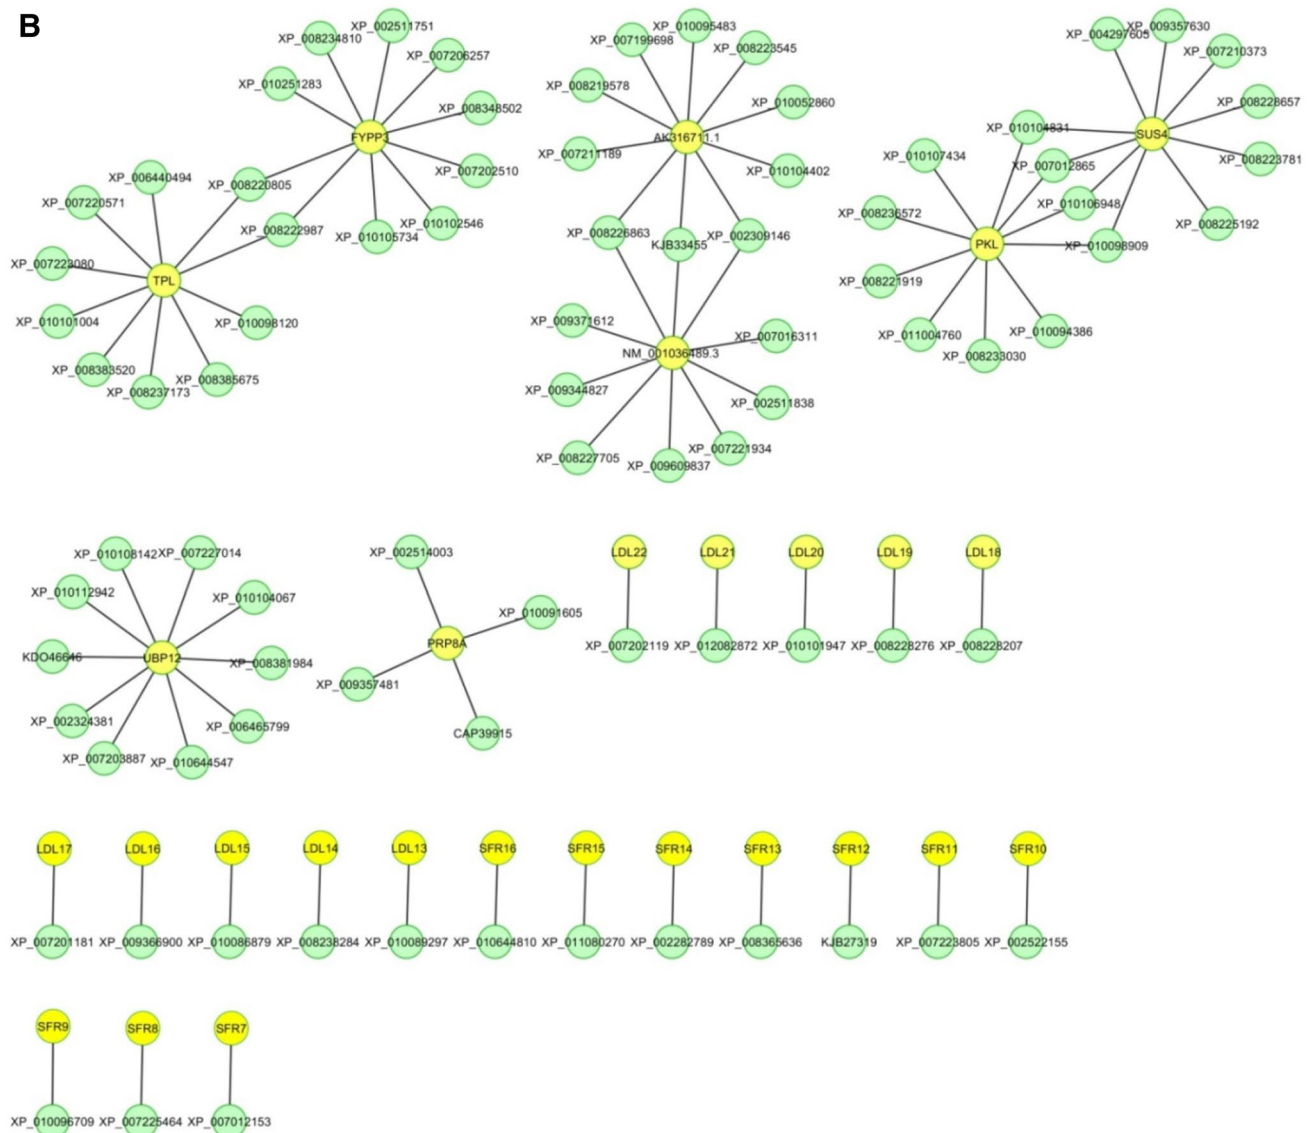 B
XP_002511751
XP_008234810
XP_007206257
XP_010251283
XP_008348502
FYPP3
XP_007202510
XP_008220805
XP_010102546
XP_008222987
XP_010105734
XP_006440494
XP_007220571
XP_007223080
TPL
XP_010101004
XP_010098120
XP_008383520
XP_008385675
XP_008237173
XP_010095483
XP_007199698
XP_008223545
XP_008219578
XP_010052860
AK316711.1
XP_007211189
XP_010104402
XP_008226863
XP_002309146
KJB33455
XP_009371612
XP_007016311
NM_001036489.3
XP_009344827
XP_002511838
XP_007221934
XP_008227705
XP_009609837
XP_009357630
XP_004297605
XP_007210373
XP_008228657
XP_010104831
SUS4
XP_010107434
XP_007012865
XP_008223781
XP_010106948
XP_008236572
XP_008225192
PKL
XP_010098909
XP_008221919
XP_011004760
XP_010094386
XP_008233030
XP_010108142
XP_007227014
XP_010112942
XP_010104067
KDO46646
UBP12
XP_008381984
XP_002324381
XP_006465799
XP_007203887
XP_010644547
XP_002514003
XP_010091605
PRP8A
XP_009357481
CAP39915
LDL22 LDL21 LDL20 LDL19 LDL18
XP_007202119 XP_012082872 XP_010101947 XP_008228276 XP_008228207
LDL17 LDL16 LDL15 LDL14 LDL13 SFR16 SFR15 SFR14 SFR13 SFR12 SFR11 SFR10
XP_007201181 XP_009366900 XP_010086879 XP_008238284 XP_010089297 XP_010644810 XP_011080270 XP_002282789 XP_008365636 KJB27319 XP_007223805 XP_002522155
SFR9 SFR8 SFR7
XP_010096709 XP_007225464 XP_007012153